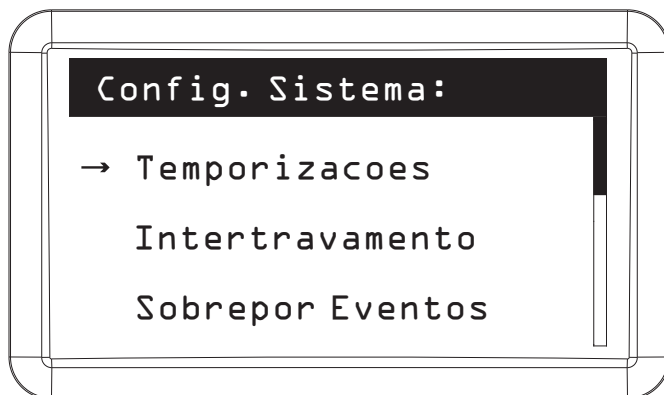 Config. Sistema:
→ Temporizacoes
Intertravamento
Sobrepor Eventos